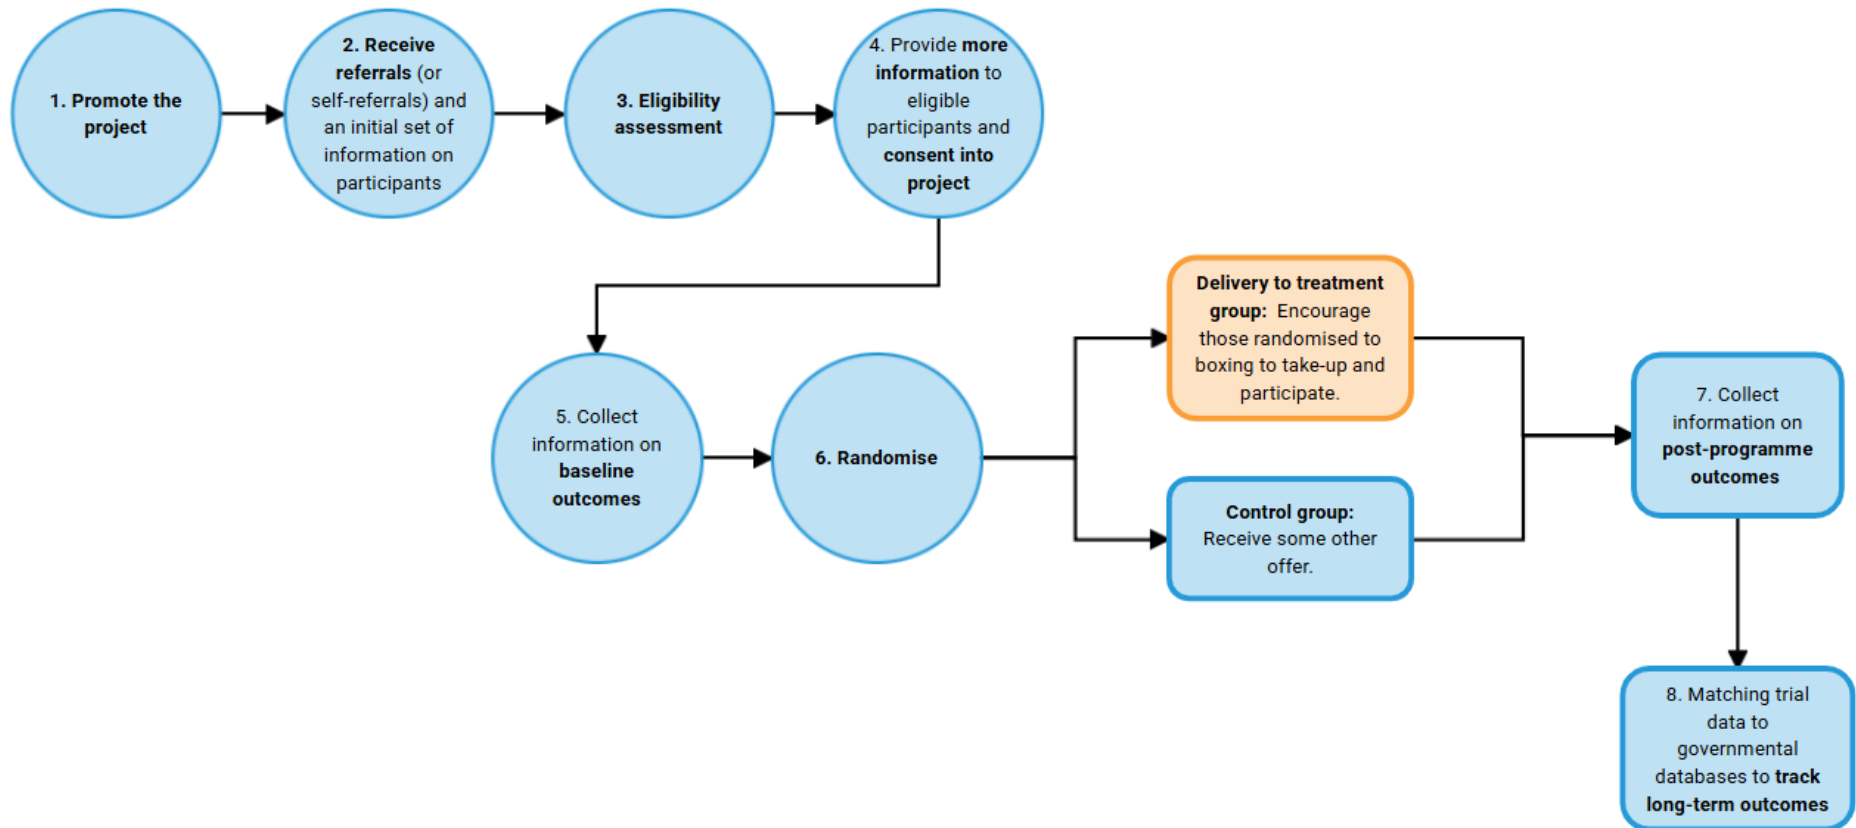 1. Promote the
project
2. Receive
referrals (or
self-referrals) and
an initial set of
information on
participants
3. Eligibility
assessment
4. Provide more
information to
eligible
participants and
consent into
project
5. Collect
information on
baseline
outcomes
6. Randomise
Delivery to treatment
group: Encourage
those randomised to
boxing to take-up and
participate.
Control group:
Receive some other
offer.
7. Collect
information on
post-programme
outcomes
8. Matching trial
data to
governmental
databases to track
long-term outcomes